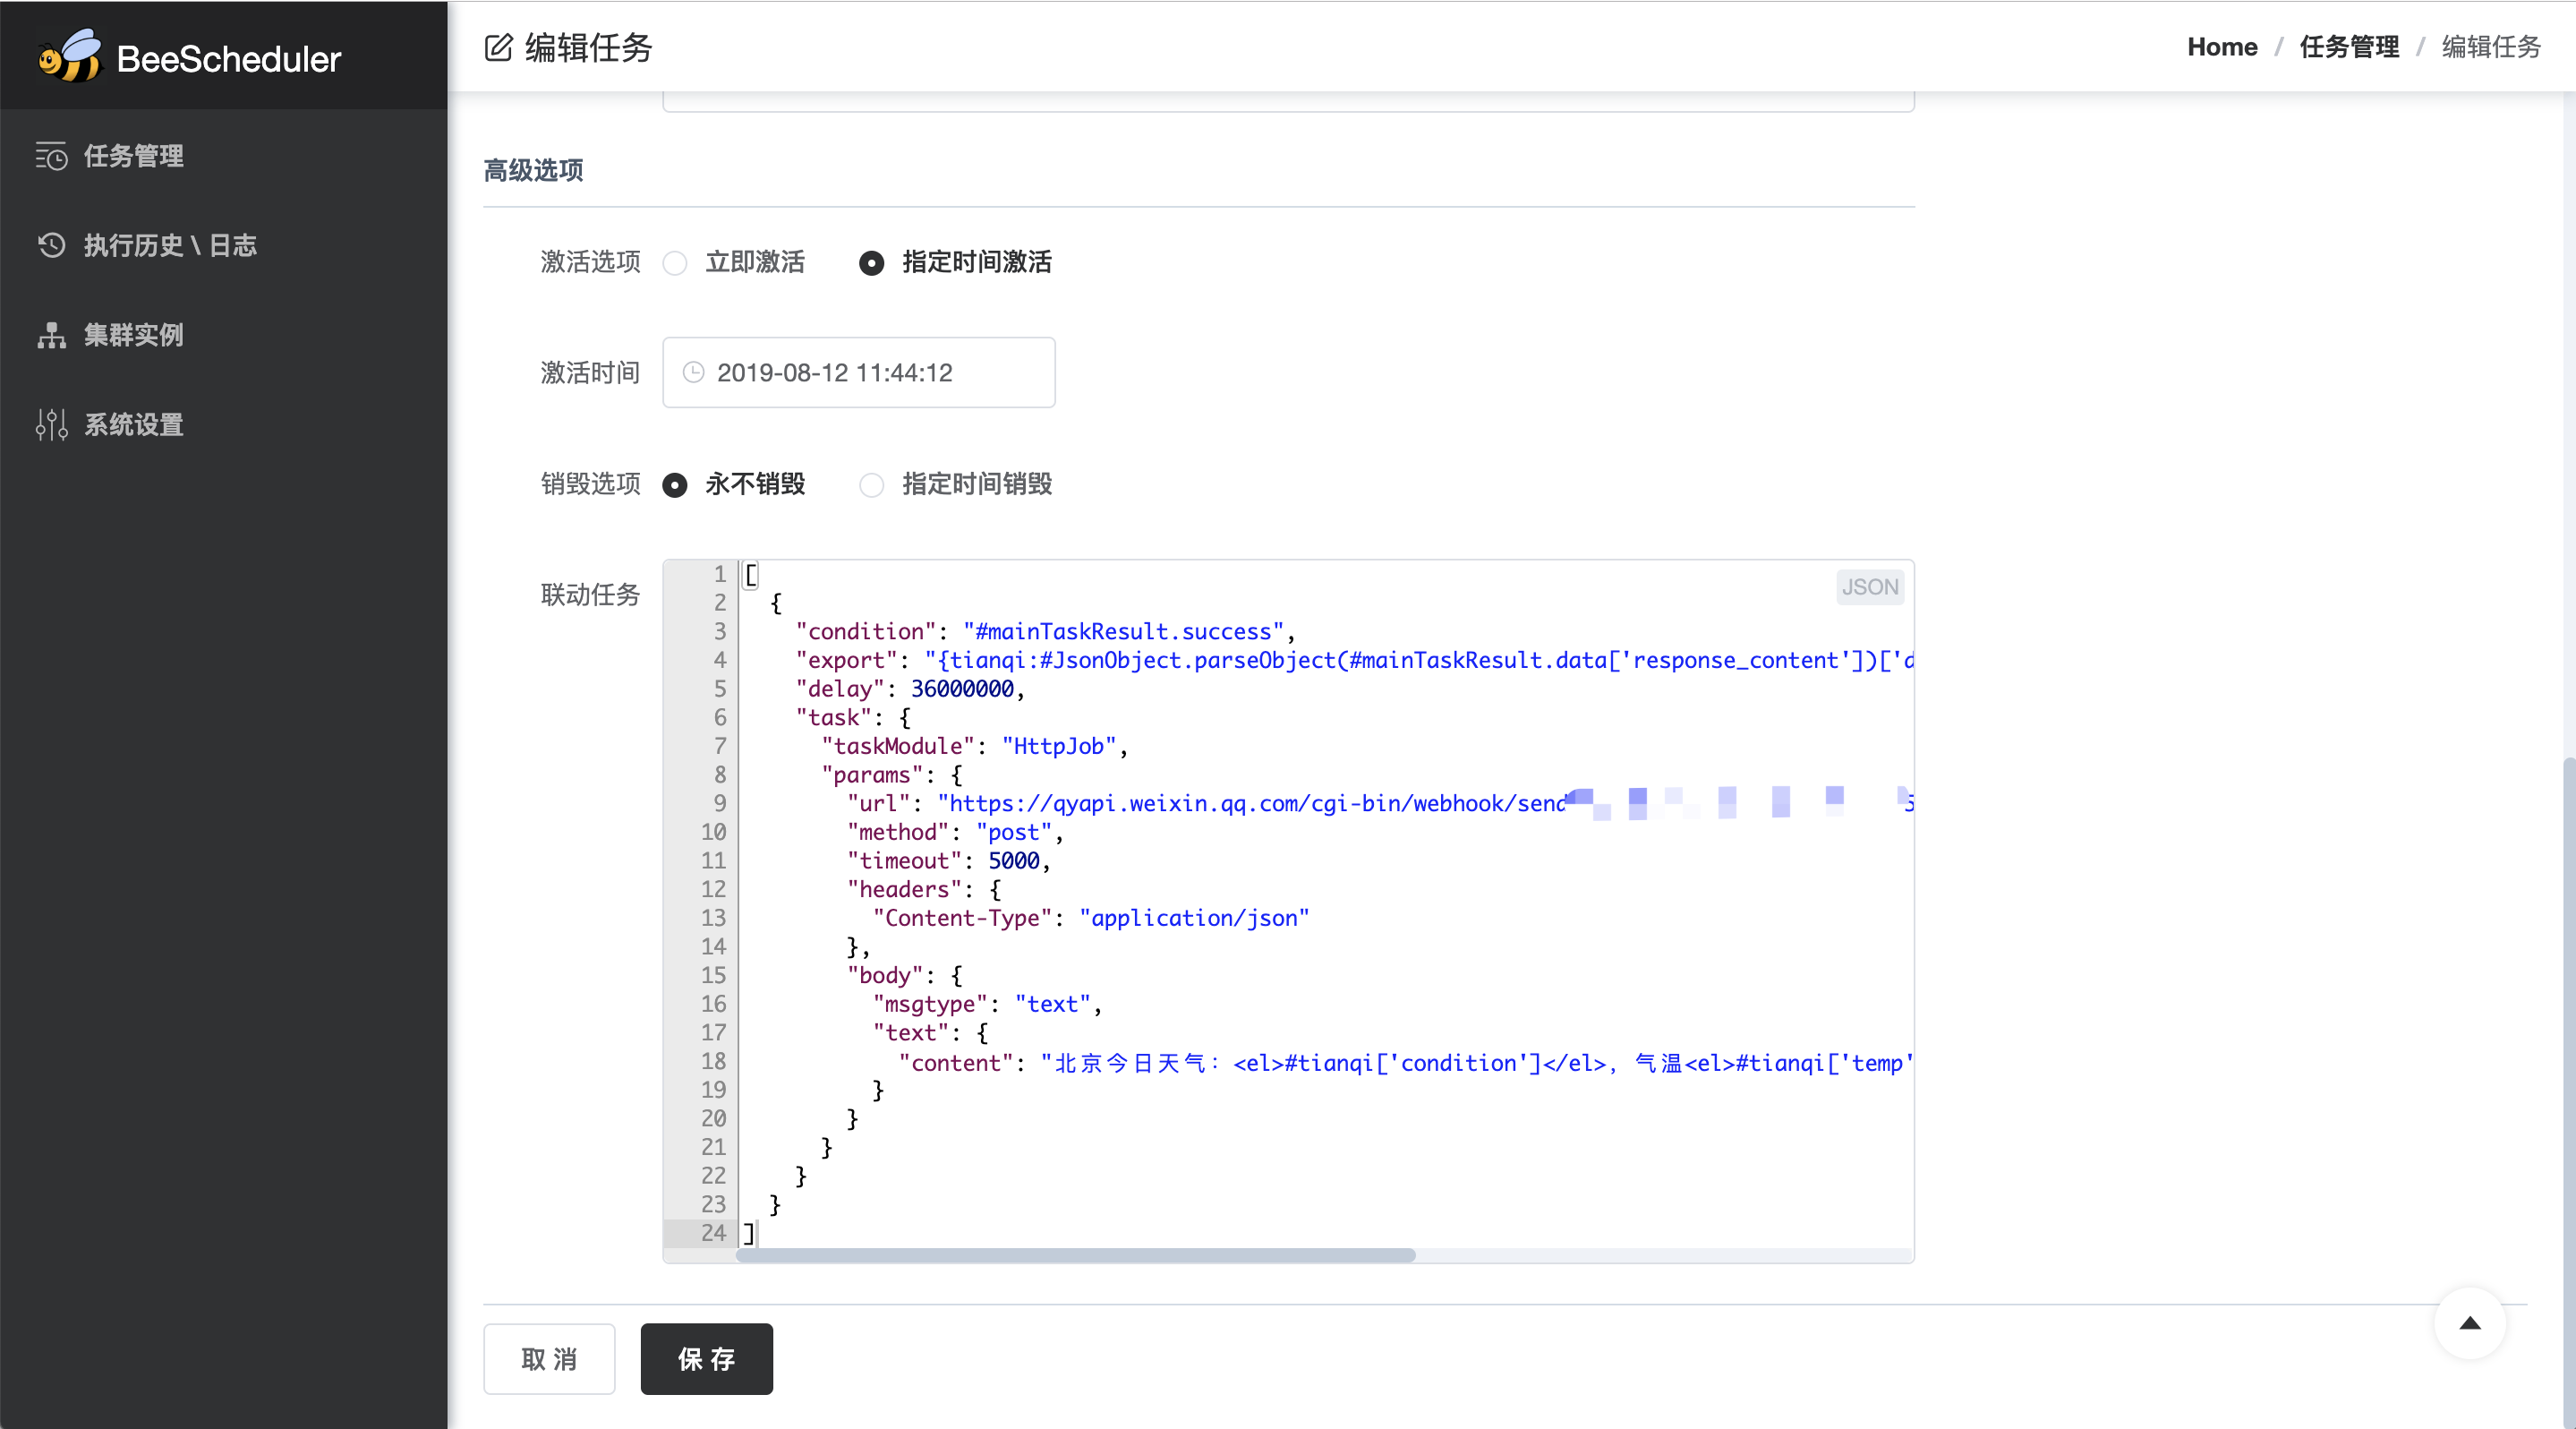 BeeScheduler
任务管理
执行历史 \ 日志
集群实例
系统设置
编辑任务
Home / 任务管理 / 编辑任务
高级选项
激活选项 立即激活 指定时间激活
激活时间 2019-08-12 11:44:12
销毁选项 永不销毁 指定时间销毁
联动任务
JSON
1 [
2 {
3 "condition": "#mainTaskResult.success",
4 "export": "{tianqi:#JsonObject.parseObject(#mainTaskResult.data['response_content'])['d
5 "delay": 36000000,
6 "task": {
7 "taskModule": "HttpJob",
8 "params": {
9 "url": "https://qyapi.weixin.qq.com/cgi-bin/webhook/send
10 "method": "post",
11 "timeout": 5000,
12 "headers": {
13 "Content-Type": "application/json"
14 },
15 "body": {
16 "msgtype": "text",
17 "text": {
18 "content": "北京今日天气：<el>#tianqi['condition']</el>，气温<el>#tianqi['temp'
19 }
20 }
21 }
22 }
23 }
24 ]
取 消
保 存